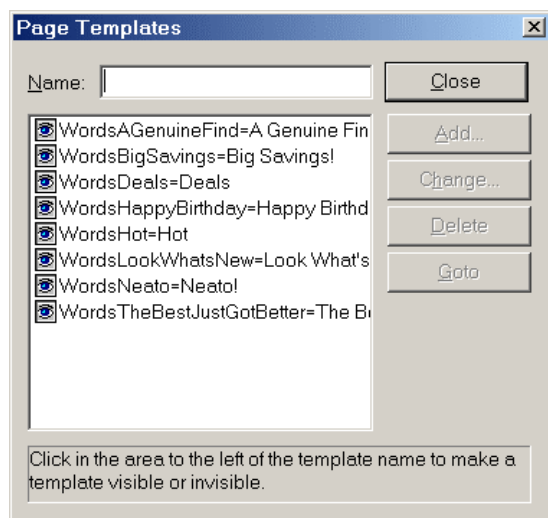 Page Templates
Name:
Close
WordsAGenuineFind=A Genuine Fin
WordsBigSavings=Big Savings!
WordsDeals=Deals
WordsHappyBirthday=Happy Birthd
WordsHot=Hot
WordsLookWhatsNew=Look What's
WordsNeato=Neato!
WordsTheBestJustGotBetter=The Be
Add...
Change...
Delete
Goto
Click in the area to the left of the template name to make a
template visible or invisible.